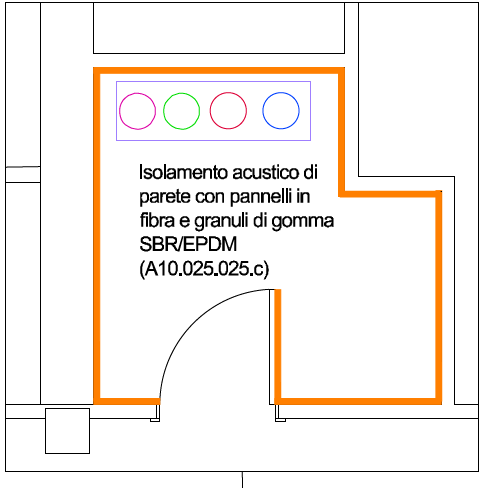 Isolamento acustico di
parete con pannelli in
fibra e granuli di gomma
SBR/EPDM
(A10.025.025.c)